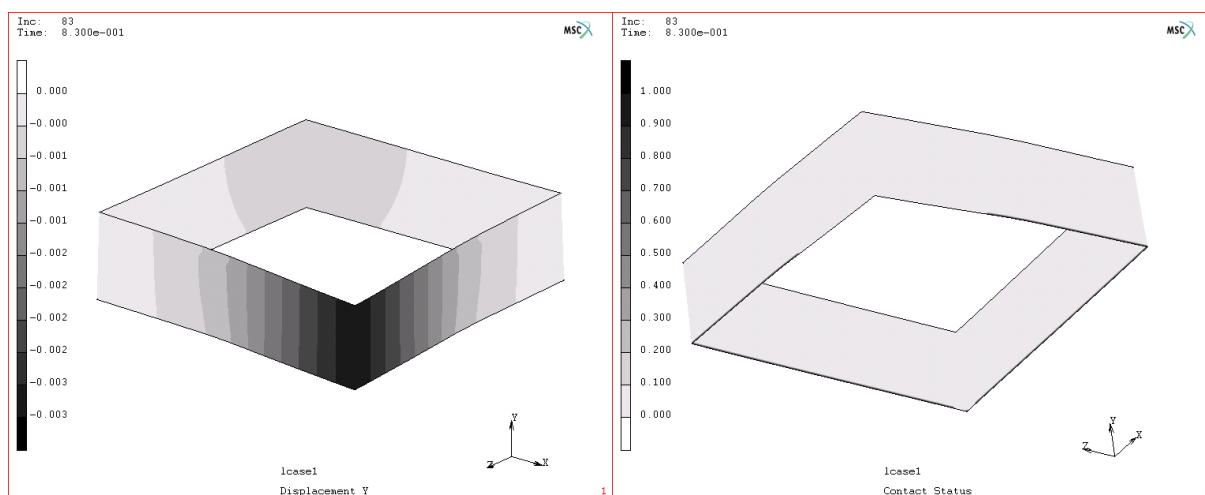 Inc: 83
Time: 8.300e-001
MSC
0.000
-0.000
-0.001
-0.001
-0.001
-0.002
-0.002
-0.002
-0.002
-0.003
-0.003
Y
Z
X
lcase1
Displacement Y
1
Inc: 83
Time: 8.300e-001
MSC
1.000
0.900
0.800
0.700
0.600
0.500
0.400
0.300
0.200
0.100
0.000
Y
X
Z
lcase1
Contact Status